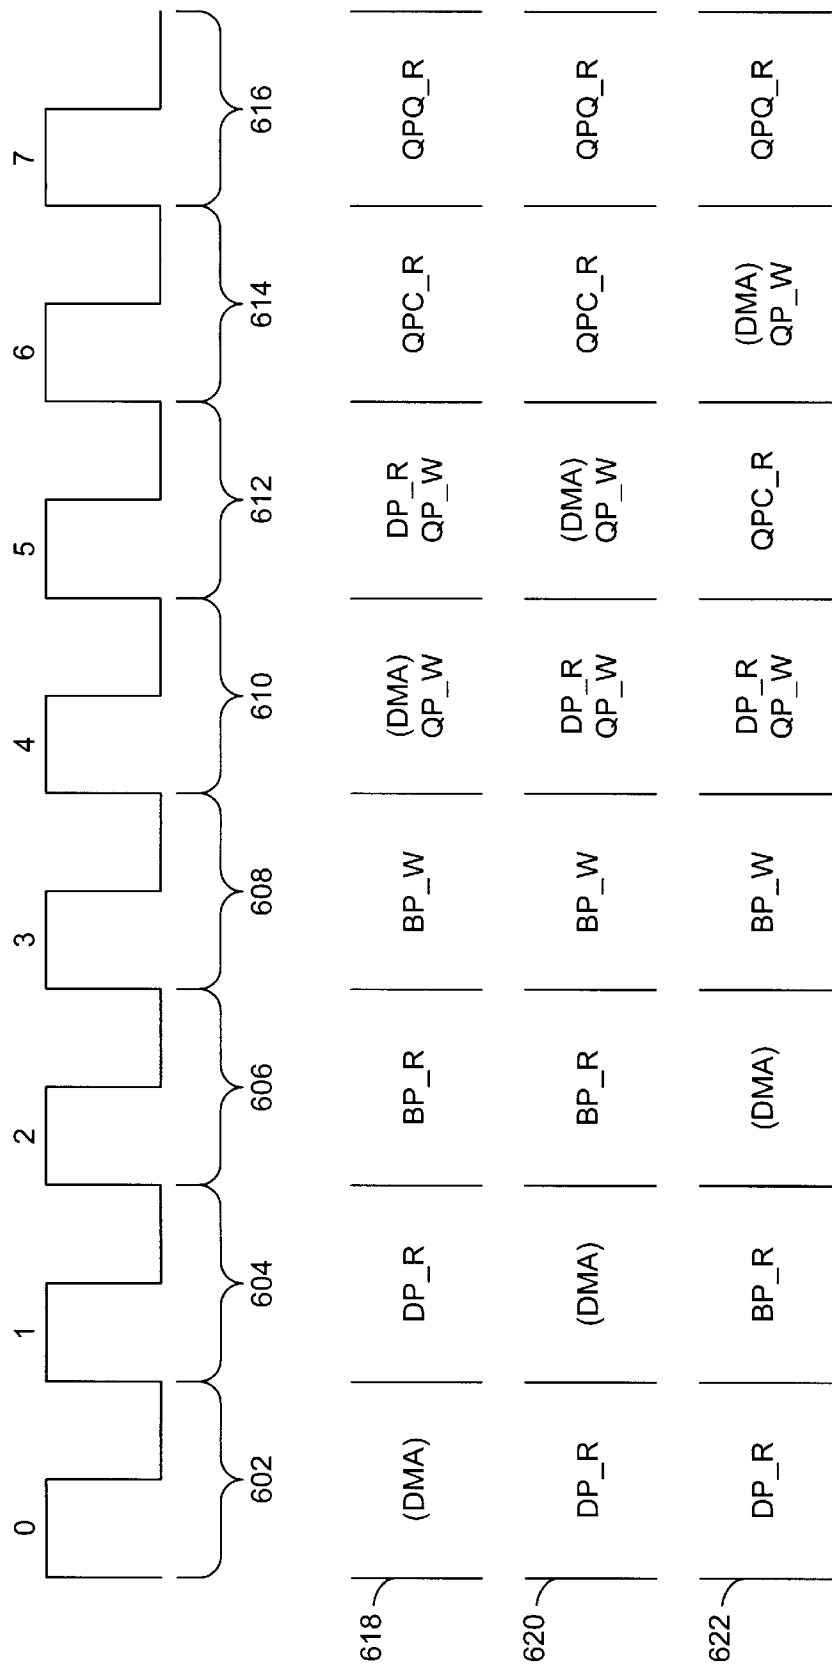 0 1 2 3 4 5 6 7
602 604 606 608 610 612 614 616
618 (DMA) DP_R BP_R BP_W (DMA) QP_W DP_R QP_W QPC_R QPQ_R
620 DP_R (DMA) BP_R BP_W DP_R QP_W (DMA) QP_W QPC_R QPQ_R
622 DP_R BP_R (DMA) BP_W DP_R QP_W QPC_R (DMA) QP_W QPQ_R